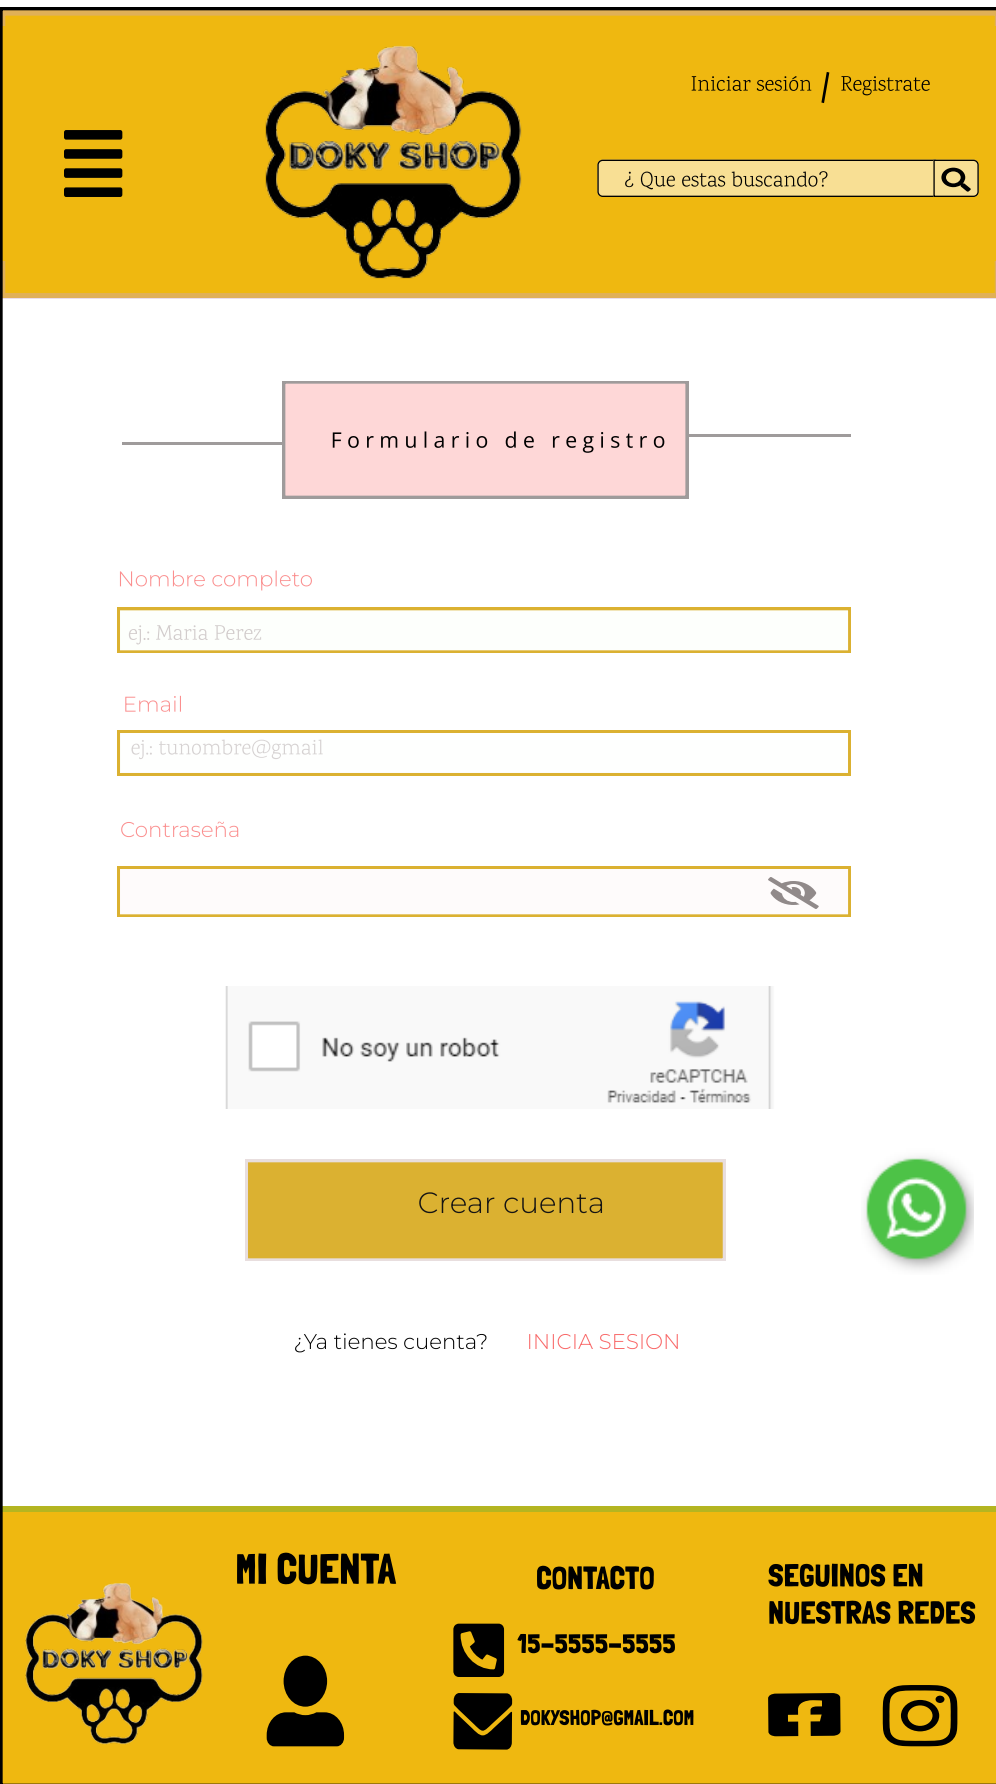 Iniciar sesión / Registrate
DOKY SHOP
¿ Que estas buscando?
Formulario de registro
Nombre completo
ej.: Maria Perez
Email
ej.: tunombre@gmail
Contraseña
No soy un robot
reCAPTCHA
Privacidad - Términos
Crear cuenta
¿Ya tienes cuenta? INICIA SESION
DOKY SHOP
MI CUENTA
CONTACTO
15-5555-5555
DOKYSHOP@GMAIL.COM
SEGUINOS EN
NUESTRAS REDES